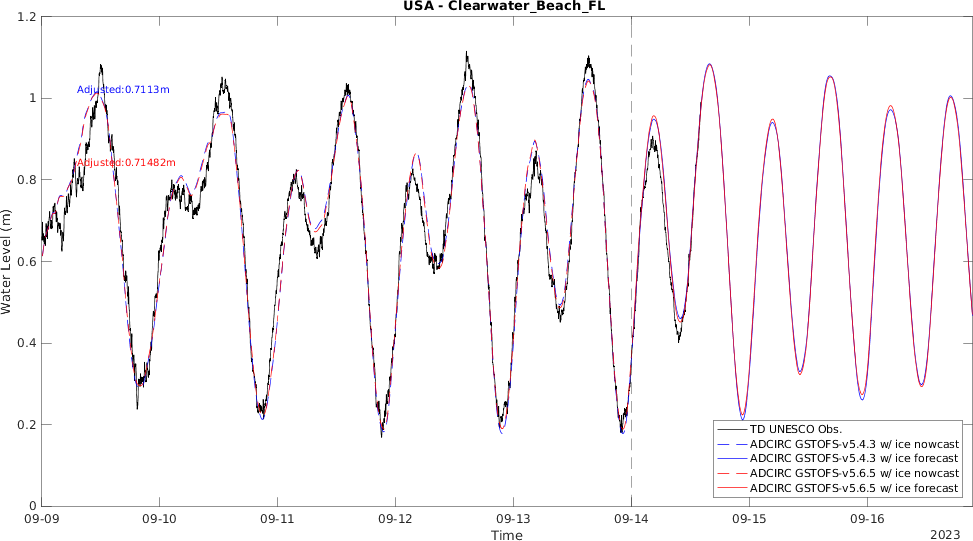 USA - Clearwater_Beach_FL
1.2
1
0.8
0.6
0.4
0.2
0
Water Level (m)
Adjusted:0.7113m
Adjusted:0.71482m
TD UNESCO Obs.
ADCIRC GSTOFS-v5.4.3 w/ ice nowcast
ADCIRC GSTOFS-v5.4.3 w/ ice forecast
ADCIRC GSTOFS-v5.6.5 w/ ice nowcast
ADCIRC GSTOFS-v5.6.5 w/ ice forecast
09-09
09-10
09-11
09-12
09-13
09-14
09-15
09-16
Time
2023